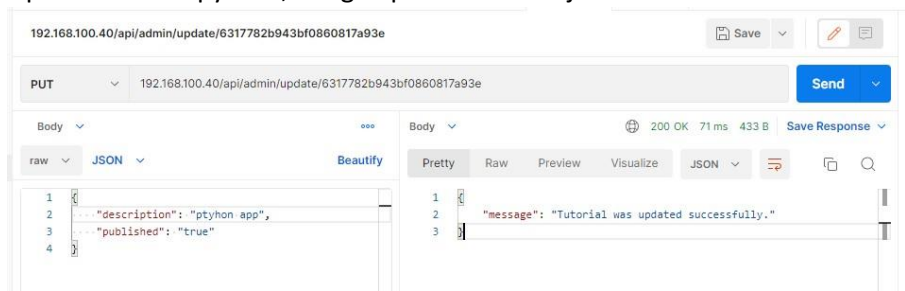 192.168.100.40/api/admin/update/6317782b943bf0860817a93e
Save
PUT 192.168.100.40/api/admin/update/6317782b943bf0860817a93e Send
Body
raw JSON Beautify
1 {
2 "description": "ptyhon app",
3 "published": "true"
4 }
Body 200 OK 71 ms 433 B Save Response
Pretty Raw Preview Visualize JSON
1 {
2 "message": "Tutorial was updated successfully."
3 }